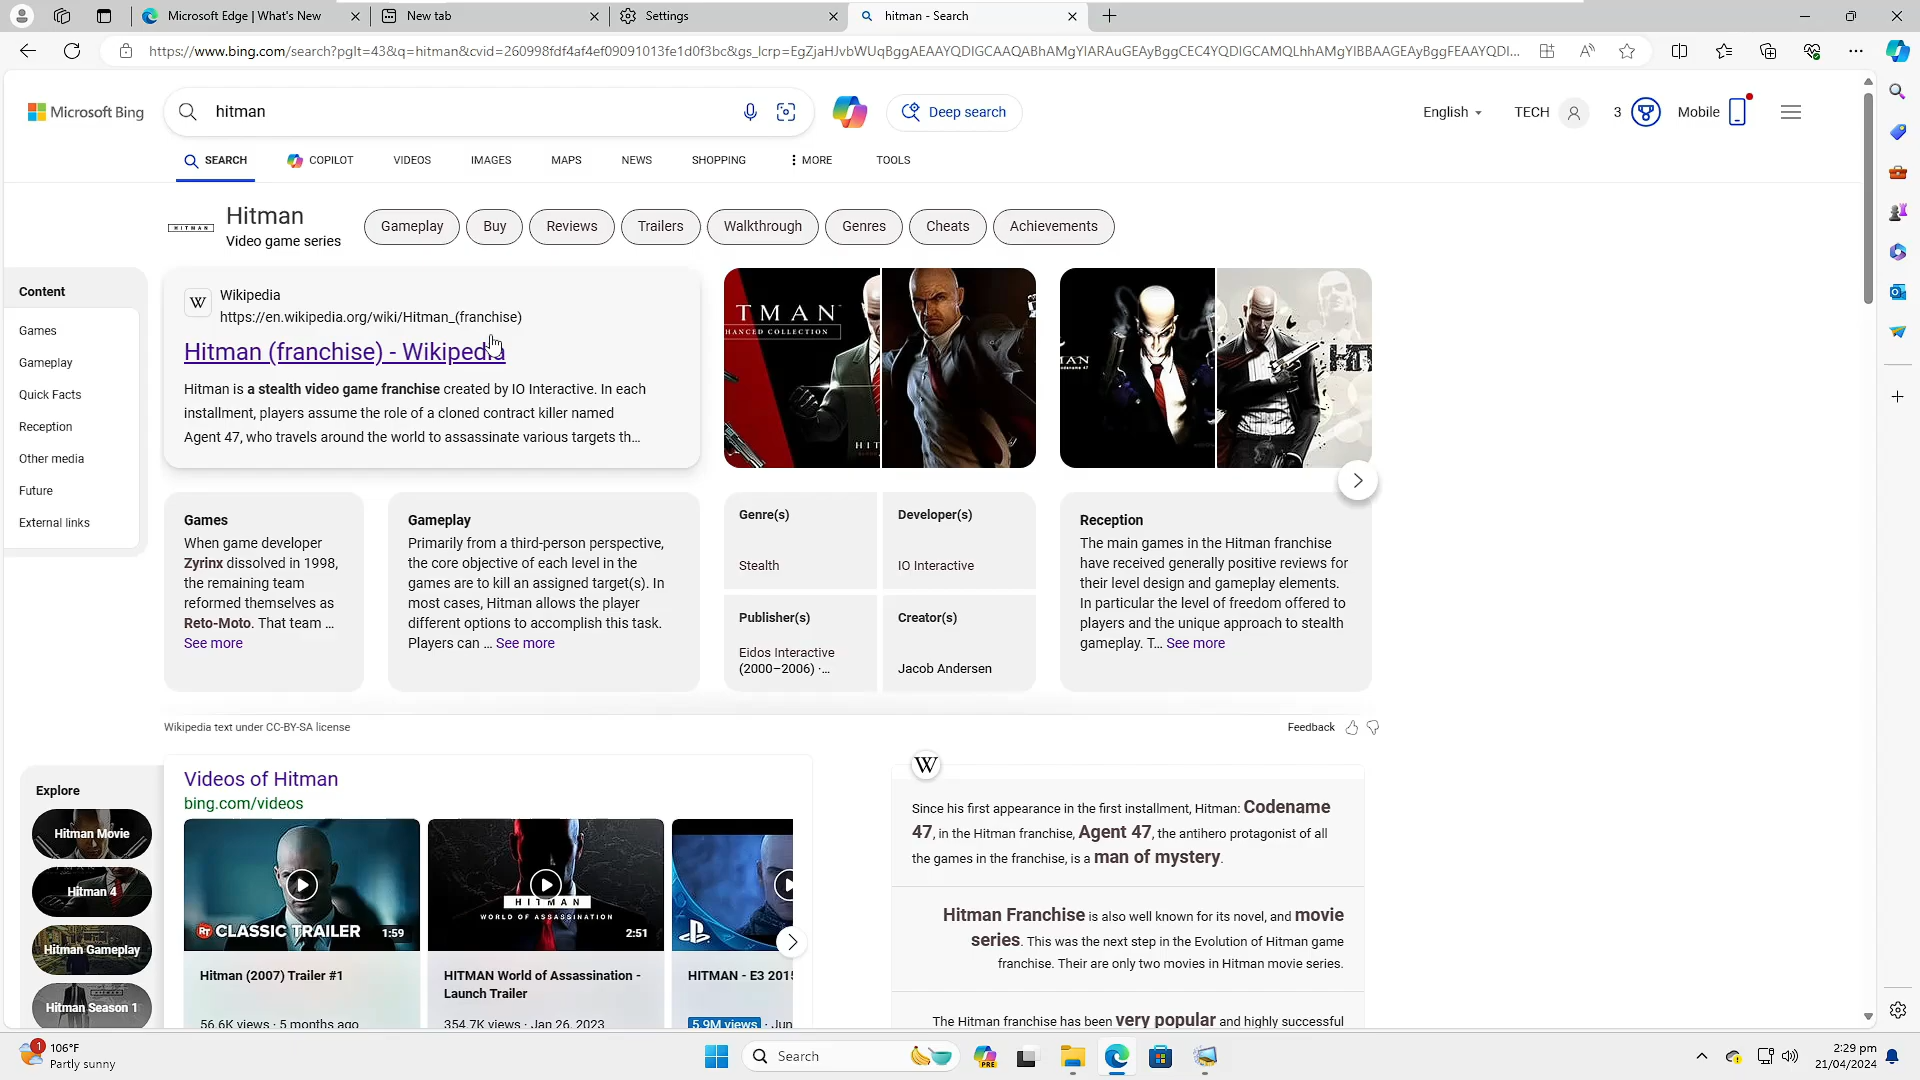 Microsoft Edge | What's New
New tab
Settings
hitman - Search
https://www.bing.com/search?pglt=43&q=hitman&cvid=260998fdf4af4ef09091013fe1d0f3bc&gs_lcrp=EgZjaHJvbWUqBggAEAAYQDIGCAAQABhAMgYIARAuGEAyBggCEC4YQDIGCAMQLhhAMgYIBBAAGEAyBggFEAAYQDI...
Microsoft Bing
hitman
Deep search
English
TECH
3
Mobile
SEARCH
COPILOT
VIDEOS
IMAGES
MAPS
NEWS
SHOPPING
MORE
TOOLS
HITMAN
Hitman
Video game series
Gameplay
Buy
Reviews
Trailers
Walkthrough
Genres
Cheats
Achievements
Content
Games
Gameplay
Quick Facts
Reception
Other media
Future
External links
W
Wikipedia
https://en.wikipedia.org/wiki/Hitman_(franchise)
Hitman (franchise) - Wikipedia
Hitman is a stealth video game franchise created by IO Interactive. In each
installment, players assume the role of a cloned contract killer named
Agent 47, who travels around the world to assassinate various targets th...
TMAN
HANCED COLLECTION
HIT
MAN
Games
When game developer
Zyrinx dissolved in 1998,
the remaining team
reformed themselves as
Reto-Moto. That team ...
See more
Gameplay
Primarily from a third-person perspective,
the core objective of each level in the
games are to kill an assigned target(s). In
most cases, Hitman allows the player
different options to accomplish this task.
Players can ... See more
Genre(s)
Stealth
Developer(s)
IO Interactive
Publisher(s)
Eidos Interactive
(2000–2006) ·...
Creator(s)
Jacob Andersen
Reception
The main games in the Hitman franchise
have received generally positive reviews for
their level design and gameplay elements.
In particular the level of freedom offered to
players and the unique approach to stealth
gameplay. T... See more
Wikipedia text under CC-BY-SA license
Feedback
Explore
Hitman Movie
Hitman 4
Hitman Gameplay
Hitman Season 1
Videos of Hitman
bing.com/videos
RT CLASSIC TRAILER
1:59
Hitman (2007) Trailer #1
56.6K views · 5 months ago
HITMAN
WORLD OF ASSASSINATION
2:51
HITMAN World of Assassination -
Launch Trailer
354.7K views · Jan 26, 2023
HITMAN - E3 2015
5.9M views · Jun
W
Since his first appearance in the first installment, Hitman: Codename
47, in the Hitman franchise, Agent 47, the antihero protagonist of all
the games in the franchise, is a man of mystery.
Hitman Franchise is also well known for its novel, and movie
series. This was the next step in the Evolution of Hitman game
franchise. Their are only two movies in Hitman movie series.
The Hitman franchise has been very popular and highly successful
1
106°F
Partly sunny
Search
PRE
2:29 pm
21/04/2024